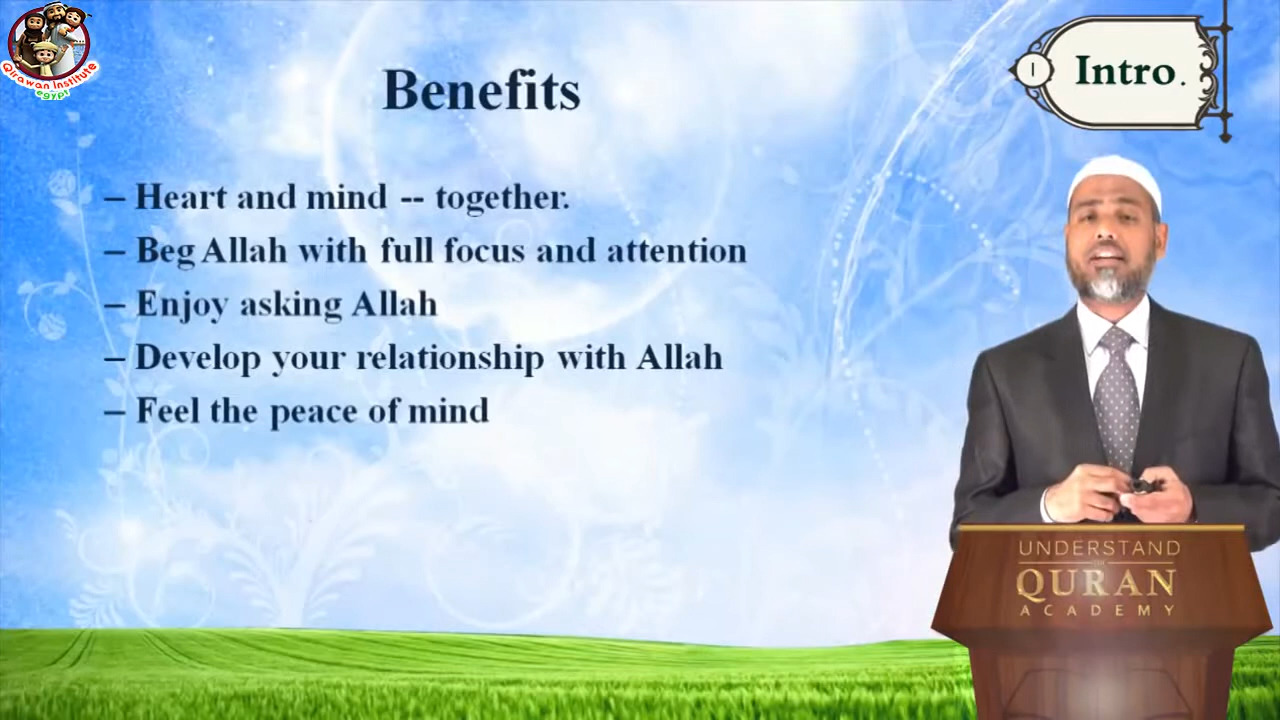 Qirawan Institute
egypt
Benefits
I
Intro.
– Heart and mind -- together.
– Beg Allah with full focus and attention
– Enjoy asking Allah
– Develop your relationship with Allah
– Feel the peace of mind
UNDERSTAND
QURAN
ACADEMY